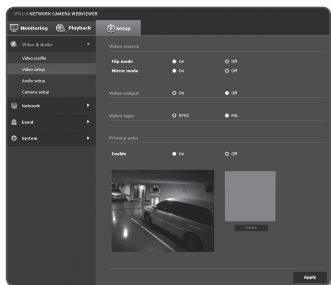 iPOLiS NETWORK CAMERA WEBVIEWER
Monitoring Playback Setup
Video & Audio
Video profile
Video setup
Audio setup
Camera setup
Network
Event
System
Video source
Flip mode On Off
Mirror mode On Off
Video output On Off
Video type NTSC PAL
Privacy area
Enable On Off
Apply